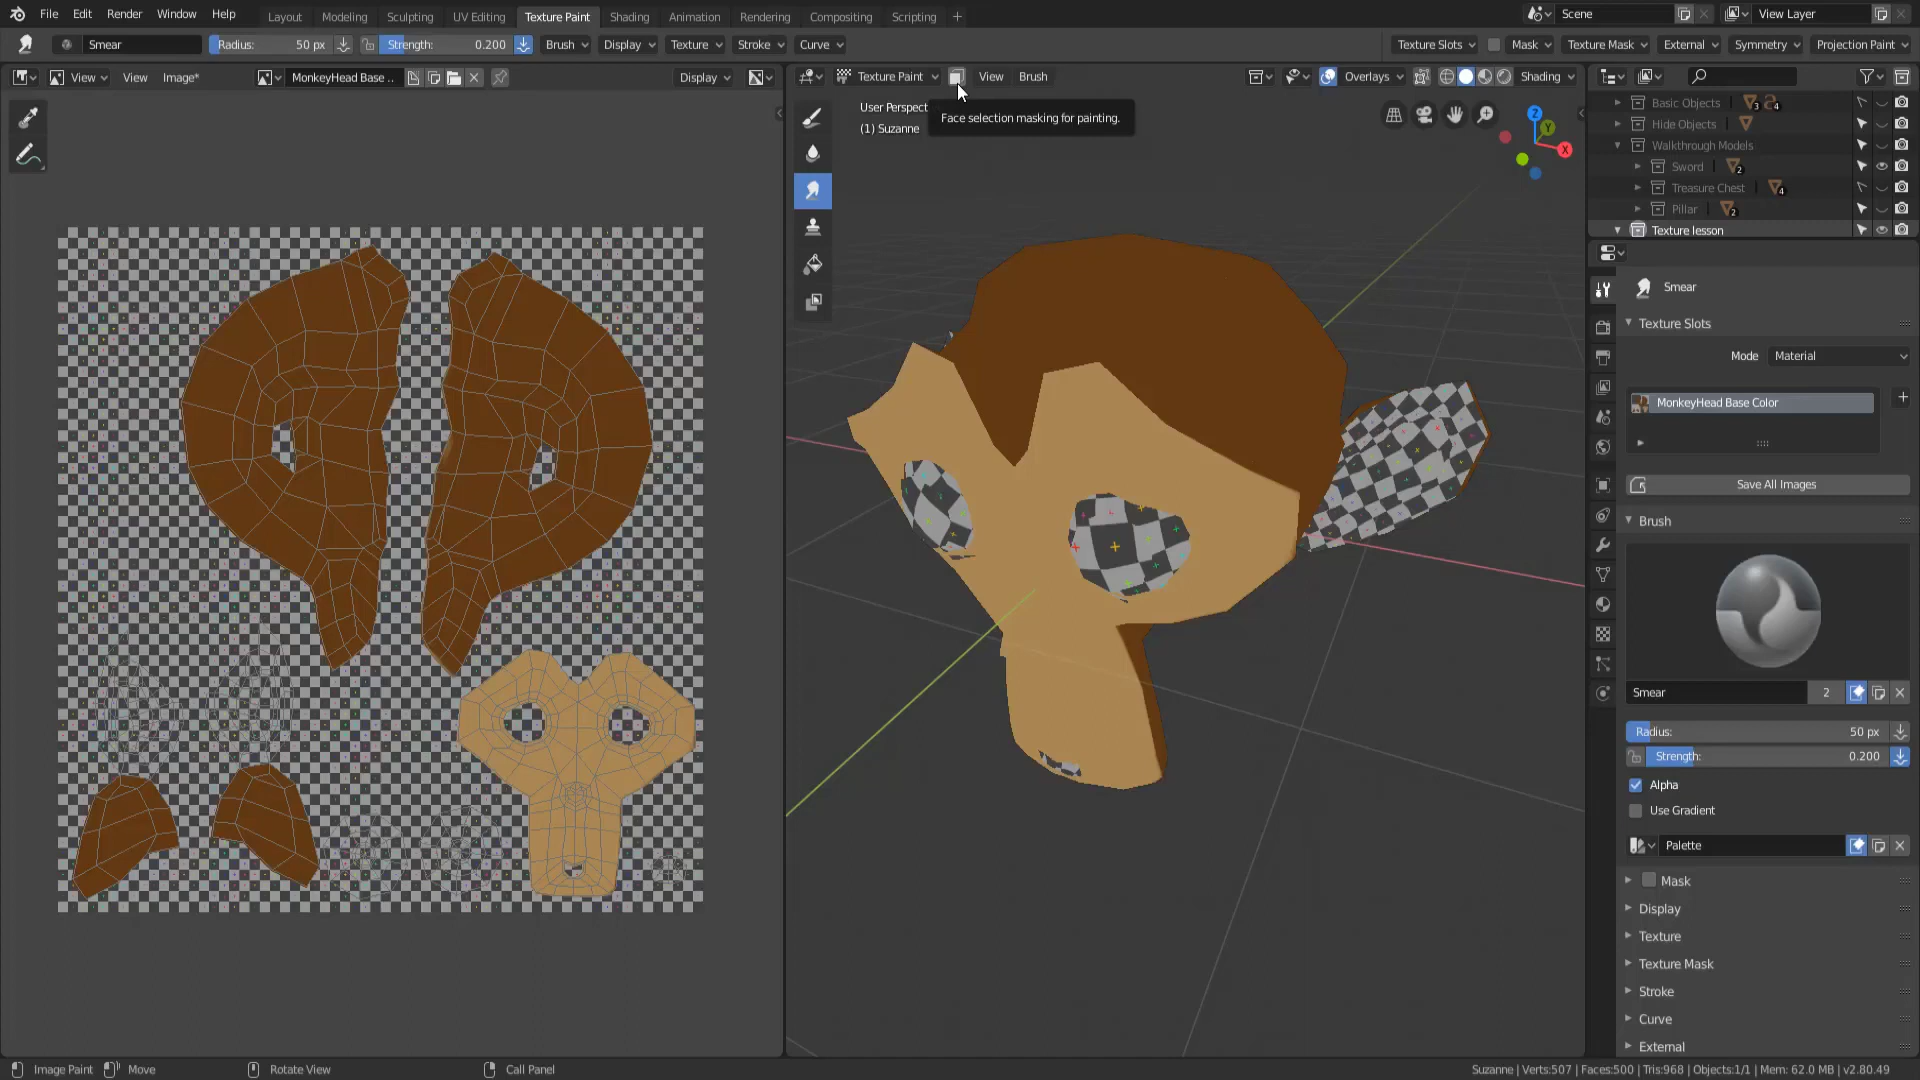 File Edit Render Window Help Layout Modeling Sculpting UV Editing Texture Paint Shading Animation Rendering Compositing Scripting + Scene View Layer
Smear Radius: 50 px Strength: 0.200 Brush Display Texture Stroke Curve Texture Slots Mask Texture Mask External Symmetry Projection Paint
View View Image* MonkeyHead Base .. Display Texture Paint View Brush Overlays Shading
User Perspect
(1) Suzanne
Face selection masking for painting.
Z
Y
X
Basic Objects 3 4
Hide Objects
Walkthrough Models
Sword 2
Treasure Chest 4
Pillar 2
Texture lesson
Smear
Texture Slots
Mode Material
MonkeyHead Base Color
Save All Images
Brush
Smear 2
Radius: 50 px
Strength: 0.200
Alpha
Use Gradient
Palette
Mask
Display
Texture
Texture Mask
Stroke
Curve
External
Image Paint Move Rotate View Call Panel Suzanne | Verts:507 | Faces:500 | Tris:968 | Objects:1/1 | Mem: 62.0 MB | v2.80.49